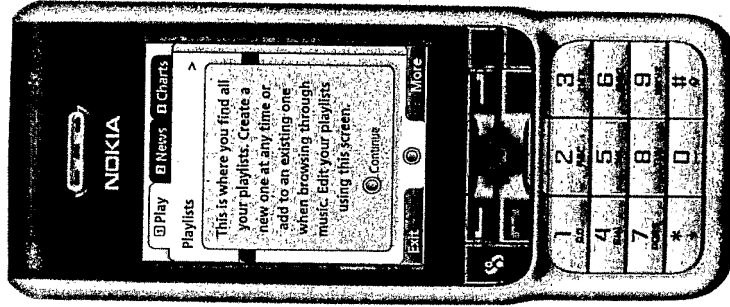 NOKIA
1 Play 2 News 3 Charts
Playlists >
This is where you find all
your playlists. Create a
new one at any time or
add to an existing one
when browsing through
music. Edit your playlists
using this screen.
Continue
Exit More
1 2 3
4 5 6
7 8 9
* 0 #